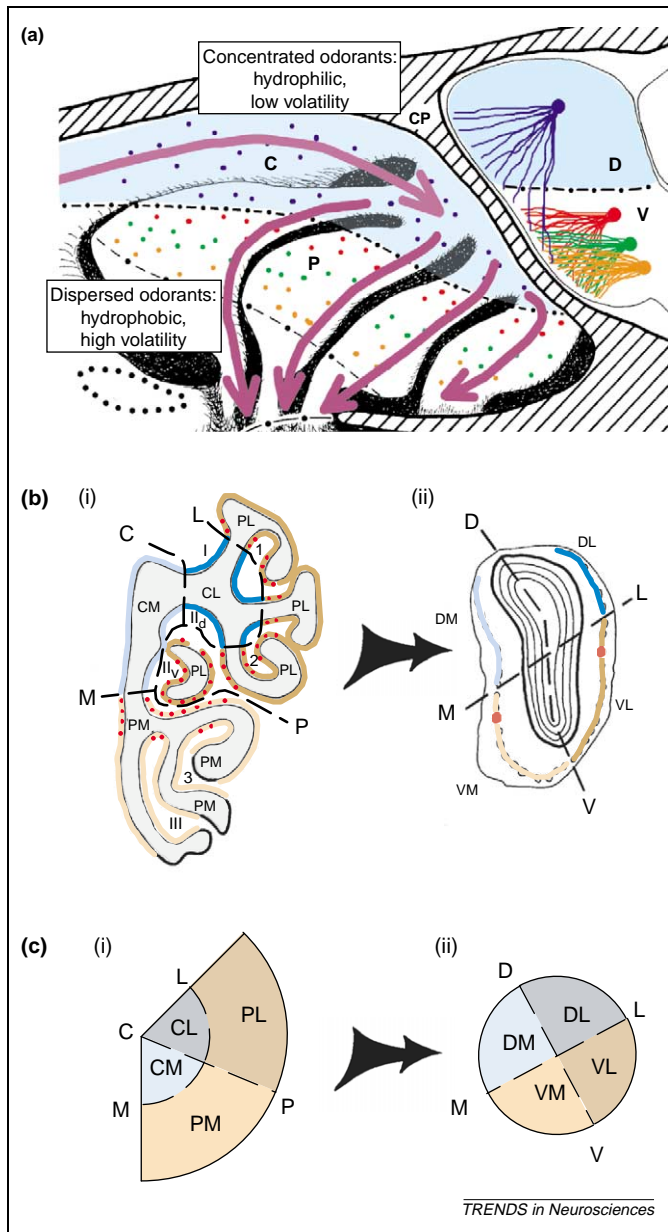 (a)
Concentrated odorants:
hydrophilic,
low volatility
CP
C
D
V
P
Dispersed odorants:
hydrophobic,
high volatility
(b)
(i)
(ii)
L
C
PL
I
1
CL
CM
II d
PL
2
PL
II v
PL
M
P
PM
3
PM
PM
III
D
DL
L
DM
M
VL
VM
V
(c)
(i)
(ii)
L
PL
C
CL
CM
M
P
PM
D
DL
L
DM
VL
M
VM
V
TRENDS in Neurosciences